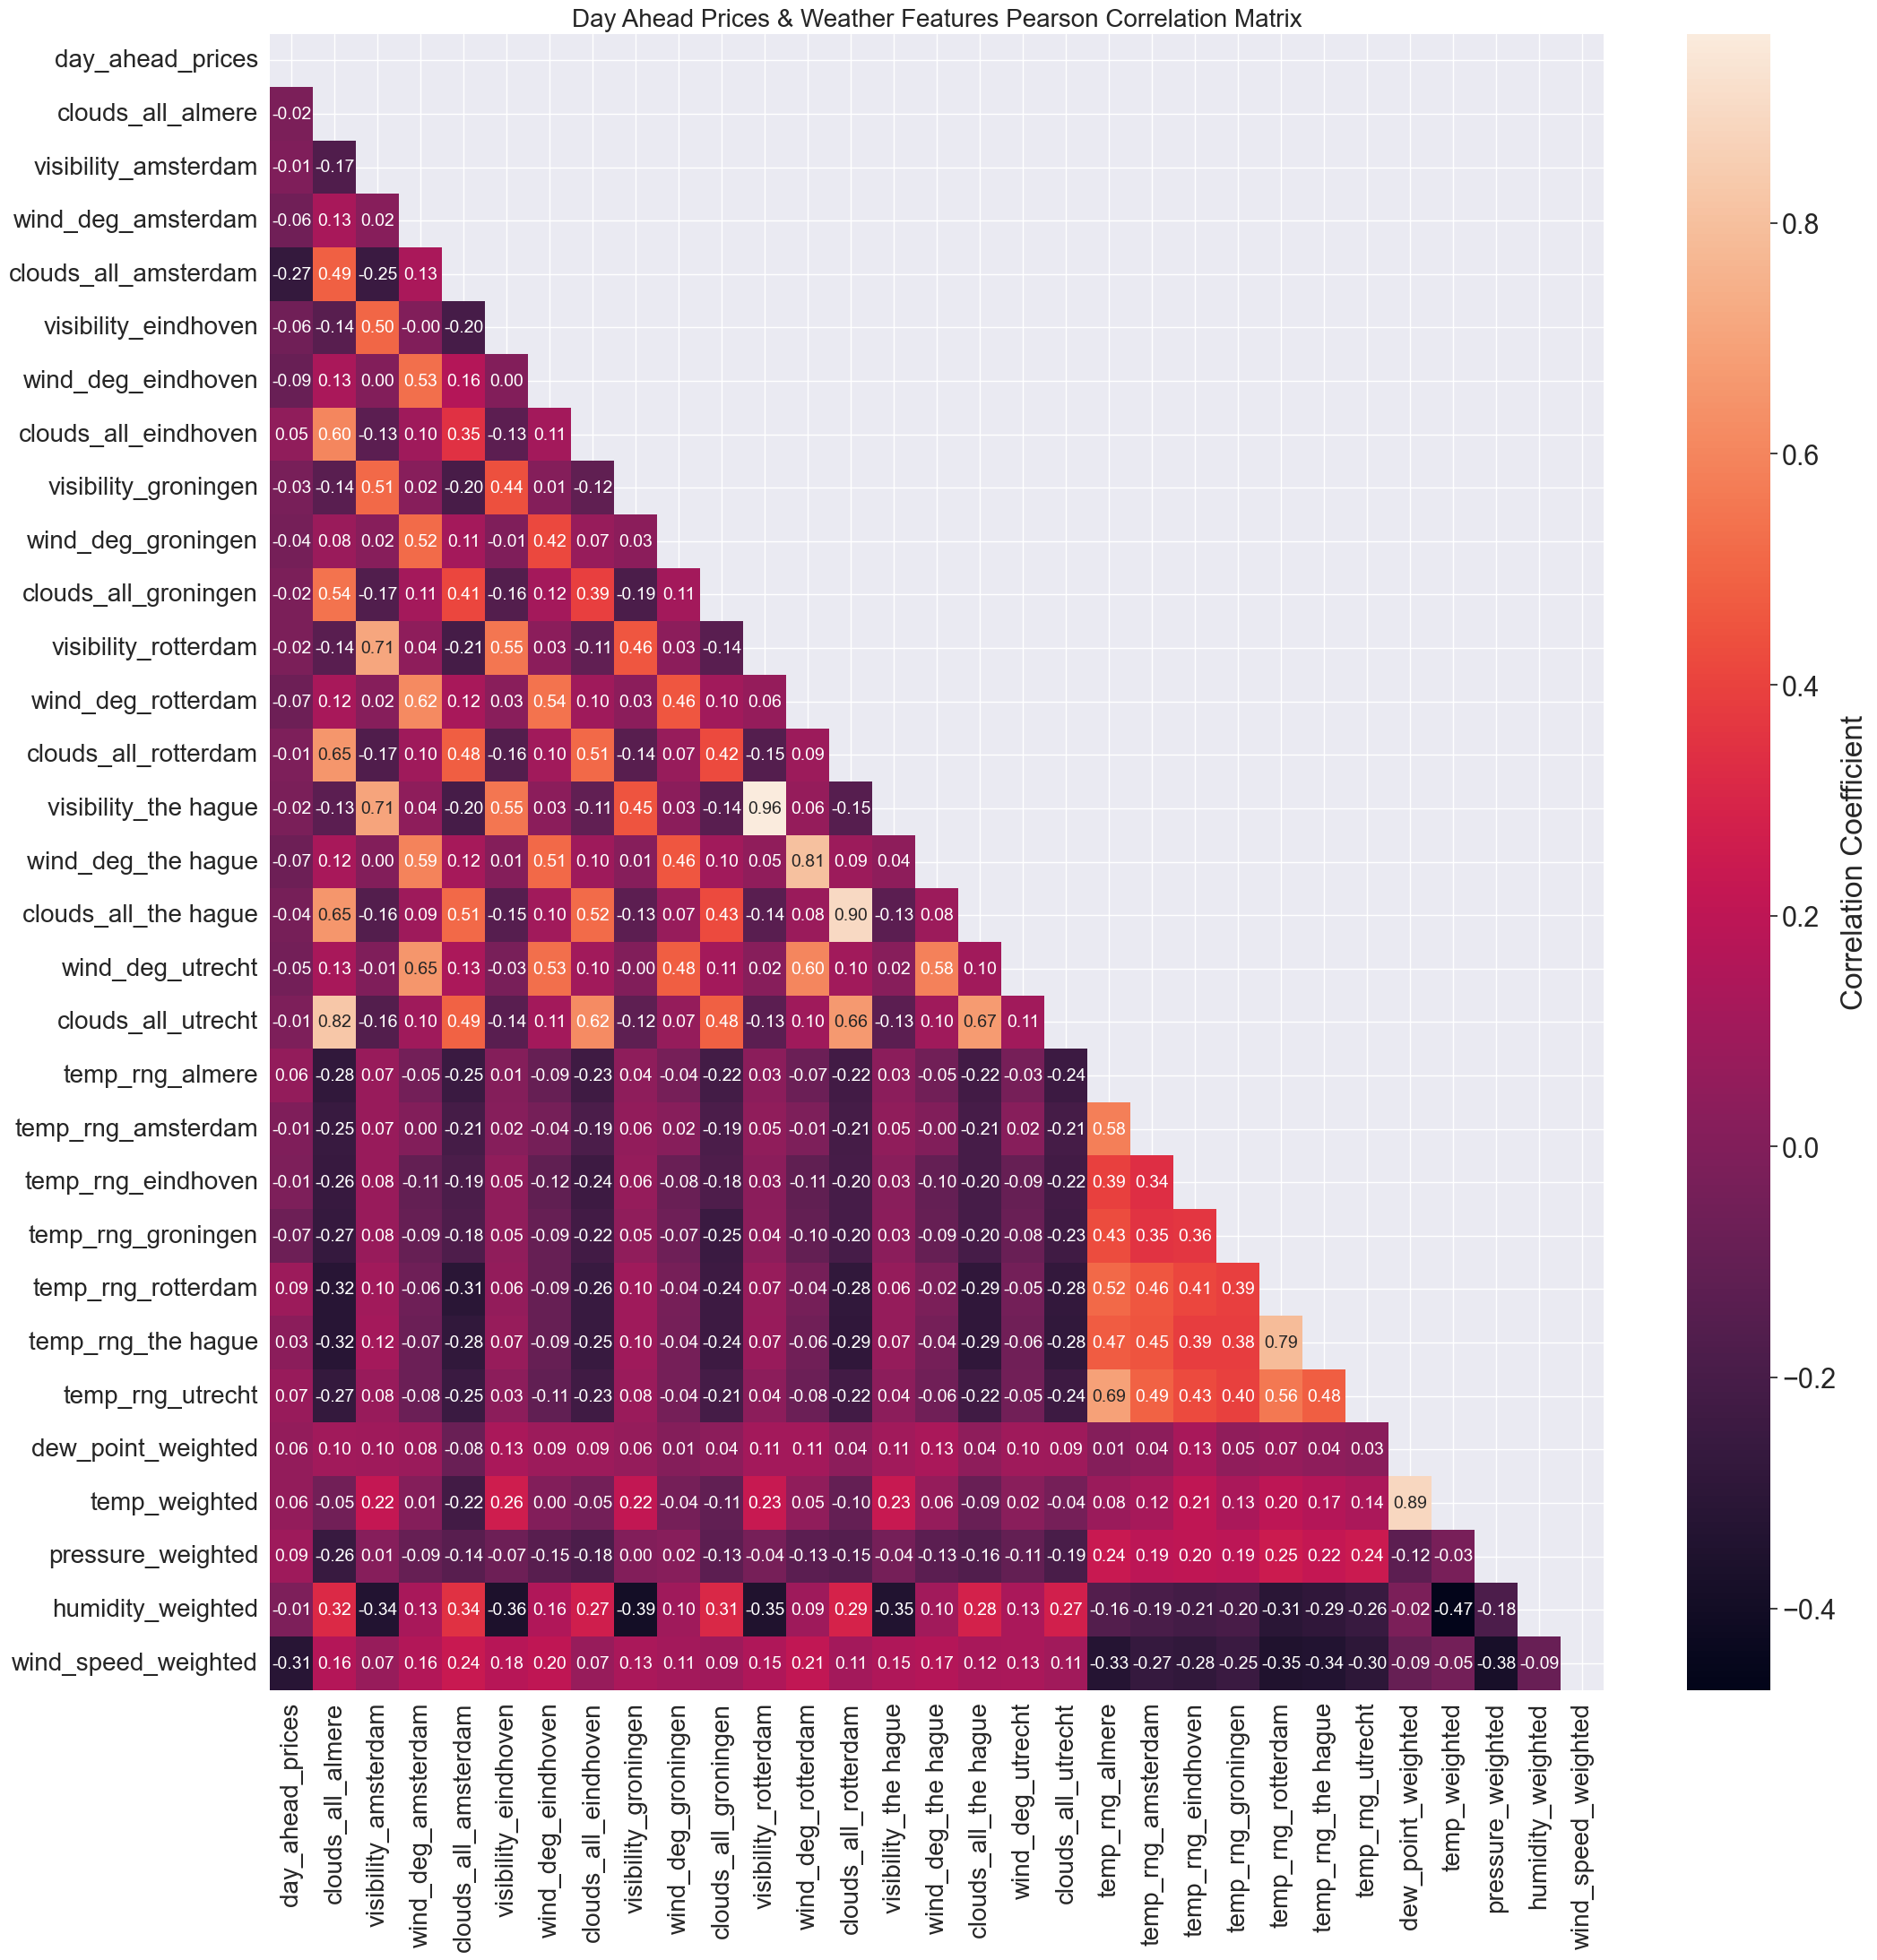 Day Ahead Prices & Weather Features Pearson Correlation Matrix
day_ahead_prices
clouds_all_almere -0.02
visibility_amsterdam -0.01 -0.17
wind_deg_amsterdam -0.06 0.13 0.02
clouds_all_amsterdam -0.27 0.49 -0.25 0.13
visibility_eindhoven -0.06 -0.14 0.50 -0.00 -0.20
wind_deg_eindhoven -0.09 0.13 0.00 0.53 0.16 0.00
clouds_all_eindhoven 0.05 0.60 -0.13 0.10 0.35 -0.13 0.11
visibility_groningen -0.03 -0.14 0.51 0.02 -0.20 0.44 0.01 -0.12
wind_deg_groningen -0.04 0.08 0.02 0.52 0.11 -0.01 0.42 0.07 0.03
clouds_all_groningen -0.02 0.54 -0.17 0.11 0.41 -0.16 0.12 0.39 -0.19 0.11
visibility_rotterdam -0.02 -0.14 0.71 0.04 -0.21 0.55 0.03 -0.11 0.46 0.03 -0.14
wind_deg_rotterdam -0.07 0.12 0.02 0.62 0.12 0.03 0.54 0.10 0.03 0.46 0.10 0.06
clouds_all_rotterdam -0.01 0.65 -0.17 0.10 0.48 -0.16 0.10 0.51 -0.14 0.07 0.42 -0.15 0.09
visibility_the hague -0.02 -0.13 0.71 0.04 -0.20 0.55 0.03 -0.11 0.45 0.03 -0.14 0.96 0.06 -0.15
wind_deg_the hague -0.07 0.12 0.00 0.59 0.12 0.01 0.51 0.10 0.01 0.46 0.10 0.05 0.81 0.09 0.04
clouds_all_the hague -0.04 0.65 -0.16 0.09 0.51 -0.15 0.10 0.52 -0.13 0.07 0.43 -0.14 0.08 0.90 -0.13 0.08
wind_deg_utrecht -0.05 0.13 -0.01 0.65 0.13 -0.03 0.53 0.10 -0.00 0.48 0.11 0.02 0.60 0.10 0.02 0.58 0.10
clouds_all_utrecht -0.01 0.82 -0.16 0.10 0.49 -0.14 0.11 0.62 -0.12 0.07 0.48 -0.13 0.10 0.66 -0.13 0.10 0.67 0.11
temp_rng_almere 0.06 -0.28 0.07 -0.05 -0.25 0.01 -0.09 -0.23 0.04 -0.04 -0.22 0.03 -0.07 -0.22 0.03 -0.05 -0.22 -0.03 -0.24
temp_rng_amsterdam -0.01 -0.25 0.07 0.00 -0.21 0.02 -0.04 -0.19 0.06 0.02 -0.19 0.05 -0.01 -0.21 0.05 -0.00 -0.21 0.02 -0.21 0.58
temp_rng_eindhoven -0.01 -0.26 0.08 -0.11 -0.19 0.05 -0.12 -0.24 0.06 -0.08 -0.18 0.03 -0.11 -0.20 0.03 -0.10 -0.20 -0.09 -0.22 0.39 0.34
temp_rng_groningen -0.07 -0.27 0.08 -0.09 -0.18 0.05 -0.09 -0.22 0.05 -0.07 -0.25 0.04 -0.10 -0.20 0.03 -0.09 -0.20 -0.08 -0.23 0.43 0.35 0.36
temp_rng_rotterdam 0.09 -0.32 0.10 -0.06 -0.31 0.06 -0.09 -0.26 0.10 -0.04 -0.24 0.07 -0.04 -0.28 0.06 -0.02 -0.29 -0.05 -0.28 0.52 0.46 0.41 0.39
temp_rng_the hague 0.03 -0.32 0.12 -0.07 -0.28 0.07 -0.09 -0.25 0.10 -0.04 -0.24 0.07 -0.06 -0.29 0.07 -0.04 -0.29 -0.06 -0.28 0.47 0.45 0.39 0.38 0.79
temp_rng_utrecht 0.07 -0.27 0.08 -0.08 -0.25 0.03 -0.11 -0.23 0.08 -0.04 -0.21 0.04 -0.08 -0.22 0.04 -0.06 -0.22 -0.05 -0.24 0.69 0.49 0.43 0.40 0.56 0.48
dew_point_weighted 0.06 0.10 0.10 0.08 -0.08 0.13 0.09 0.09 0.06 0.01 0.04 0.11 0.11 0.04 0.11 0.13 0.04 0.10 0.09 0.01 0.04 0.13 0.05 0.07 0.04 0.03
temp_weighted 0.06 -0.05 0.22 0.01 -0.22 0.26 0.00 -0.05 0.22 -0.04 -0.11 0.23 0.05 -0.10 0.23 0.06 -0.09 0.02 -0.04 0.08 0.12 0.21 0.13 0.20 0.17 0.14 0.89
pressure_weighted 0.09 -0.26 0.01 -0.09 -0.14 -0.07 -0.15 -0.18 0.00 0.02 -0.13 -0.04 -0.13 -0.15 -0.04 -0.13 -0.16 -0.11 -0.19 0.24 0.19 0.20 0.19 0.25 0.22 0.24 -0.12 -0.03
humidity_weighted -0.01 0.32 -0.34 0.13 0.34 -0.36 0.16 0.27 -0.39 0.10 0.31 -0.35 0.09 0.29 -0.35 0.10 0.28 0.13 0.27 -0.16 -0.19 -0.21 -0.20 -0.31 -0.29 -0.26 -0.02 -0.47 -0.18
wind_speed_weighted -0.31 0.16 0.07 0.16 0.24 0.18 0.20 0.07 0.13 0.11 0.09 0.15 0.21 0.11 0.15 0.17 0.12 0.13 0.11 -0.33 -0.27 -0.28 -0.25 -0.35 -0.34 -0.30 -0.09 -0.05 -0.38 -0.09
day_ahead_prices
clouds_all_almere
visibility_amsterdam
wind_deg_amsterdam
clouds_all_amsterdam
visibility_eindhoven
wind_deg_eindhoven
clouds_all_eindhoven
visibility_groningen
wind_deg_groningen
clouds_all_groningen
visibility_rotterdam
wind_deg_rotterdam
clouds_all_rotterdam
visibility_the hague
wind_deg_the hague
clouds_all_the hague
wind_deg_utrecht
clouds_all_utrecht
temp_rng_almere
temp_rng_amsterdam
temp_rng_eindhoven
temp_rng_groningen
temp_rng_rotterdam
temp_rng_the hague
temp_rng_utrecht
dew_point_weighted
temp_weighted
pressure_weighted
humidity_weighted
wind_speed_weighted
0.8
0.6
0.4
0.2
0.0
−0.2
−0.4
Correlation Coefficient